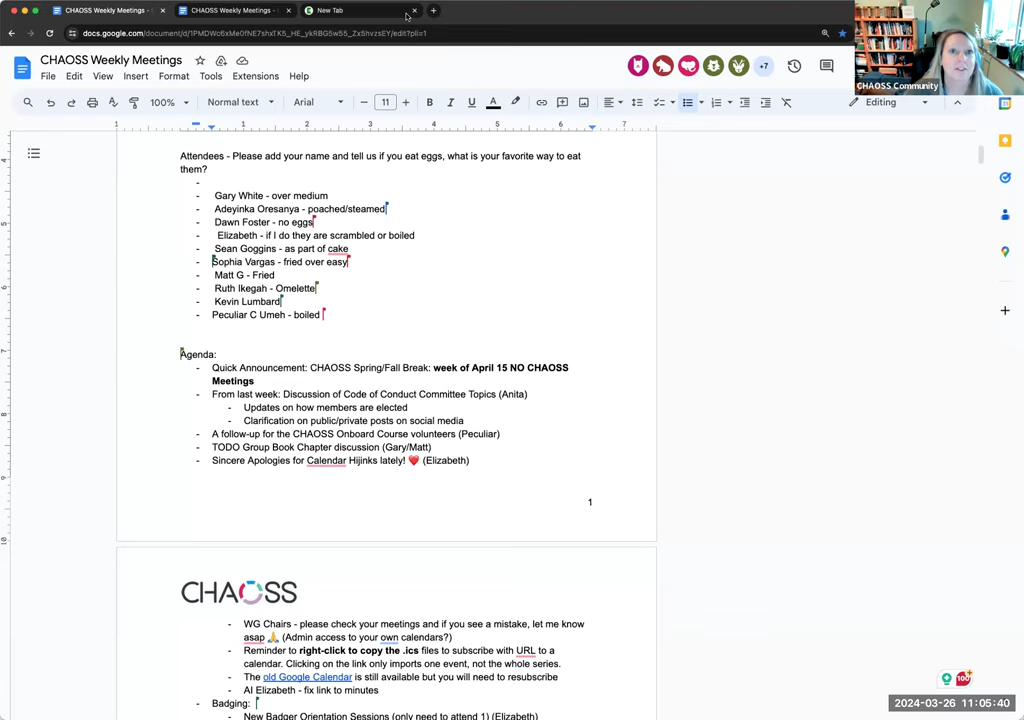 CHAOSS Weekly Meetings -
CHAOSS Weekly Meetings -
New Tab
docs.google.com/document/d/1PMDWc6xMe0fNE7shxTK5_HE_ykRBG5w55_Zx5hvzsEY/edit?pli=1
CHAOSS Weekly Meetings
File Edit View Insert Format Tools Extensions Help
+7
CHAOSS Community
100% Normal text Arial 11 Editing
1 1 2 3 4 5 6 7
Attendees - Please add your name and tell us if you eat eggs, what is your favorite way to eat
them?
-
- Gary White - over medium
- Adeyinka Oresanya - poached/steamed
- Dawn Foster - no eggs
- Elizabeth - if I do they are scrambled or boiled
- Sean Goggins - as part of cake
- Sophia Vargas - fried over easy
- Matt G - Fried
- Ruth Ikegah - Omelette
- Kevin Lumbard
- Peculiar C Umeh - boiled
Agenda:
- Quick Announcement: CHAOSS Spring/Fall Break: week of April 15 NO CHAOSS
Meetings
- From last week: Discussion of Code of Conduct Committee Topics (Anita)
- Updates on how members are elected
- Clarification on public/private posts on social media
- A follow-up for the CHAOSS Onboard Course volunteers (Peculiar)
- TODO Group Book Chapter discussion (Gary/Matt)
- Sincere Apologies for Calendar Hijinks lately! ❤️ (Elizabeth)
1
CHAOSS
- WG Chairs - please check your meetings and if you see a mistake, let me know
asap 🙏 (Admin access to your own calendars?)
- Reminder to right-click to copy the .ics files to subscribe with URL to a
calendar. Clicking on the link only imports one event, not the whole series.
- The old Google Calendar is still available but you will need to resubscribe
- AI Elizabeth - fix link to minutes
- Badging:
- New Badger Orientation Sessions (only need to attend 1) (Elizabeth)
100
2024-03-26 11:05:40